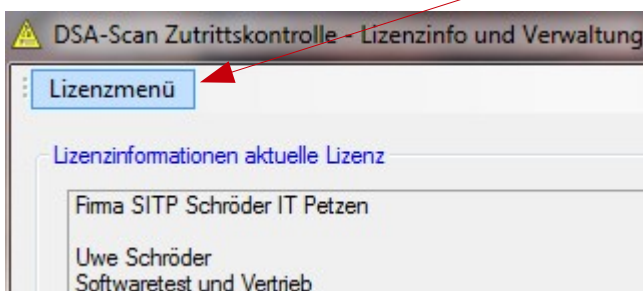 DSA-Scan Zutrittskontrolle - Lizenzinfo und Verwaltung
Lizenzmenü
Lizenzinformationen aktuelle Lizenz
Firma SITP Schröder IT Petzen
Uwe Schröder
Softwaretest und Vertrieb